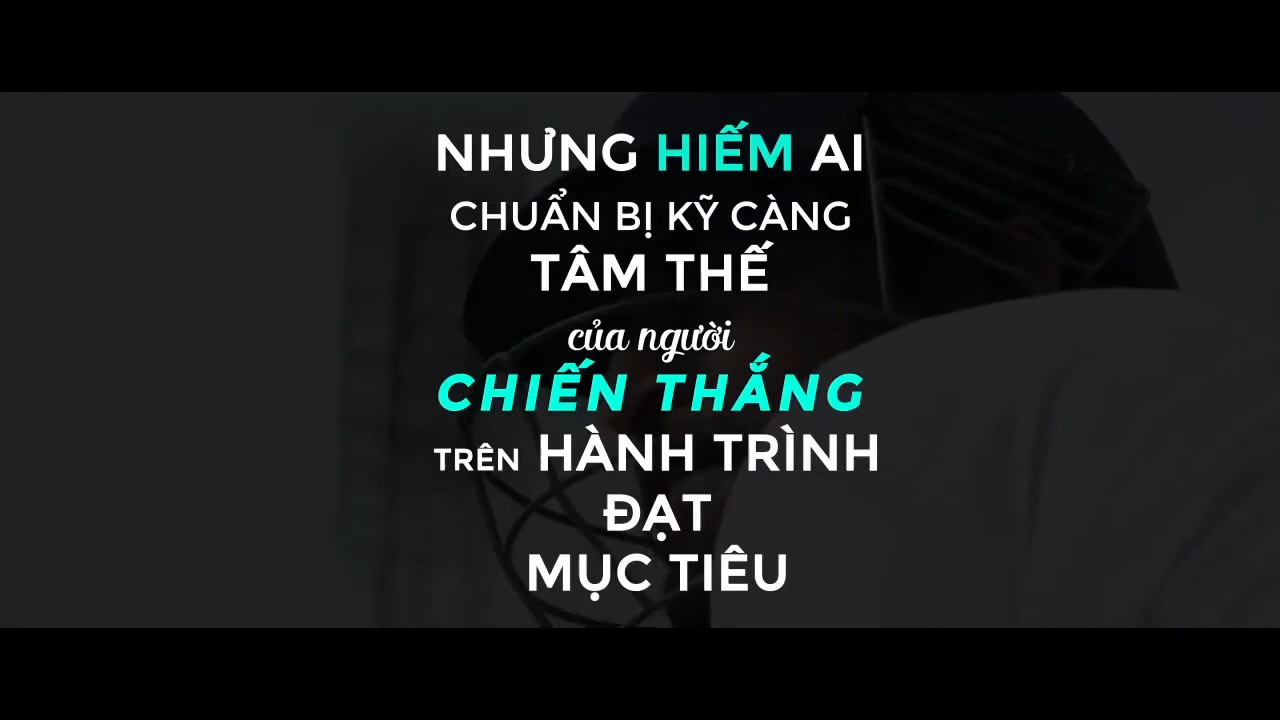 NHƯNG HIẾM AI
CHUẨN BỊ KỸ CÀNG
TÂM THẾ
của người
CHIẾN THẮNG
TRÊN HÀNH TRÌNH
ĐẠT
MỤC TIÊU